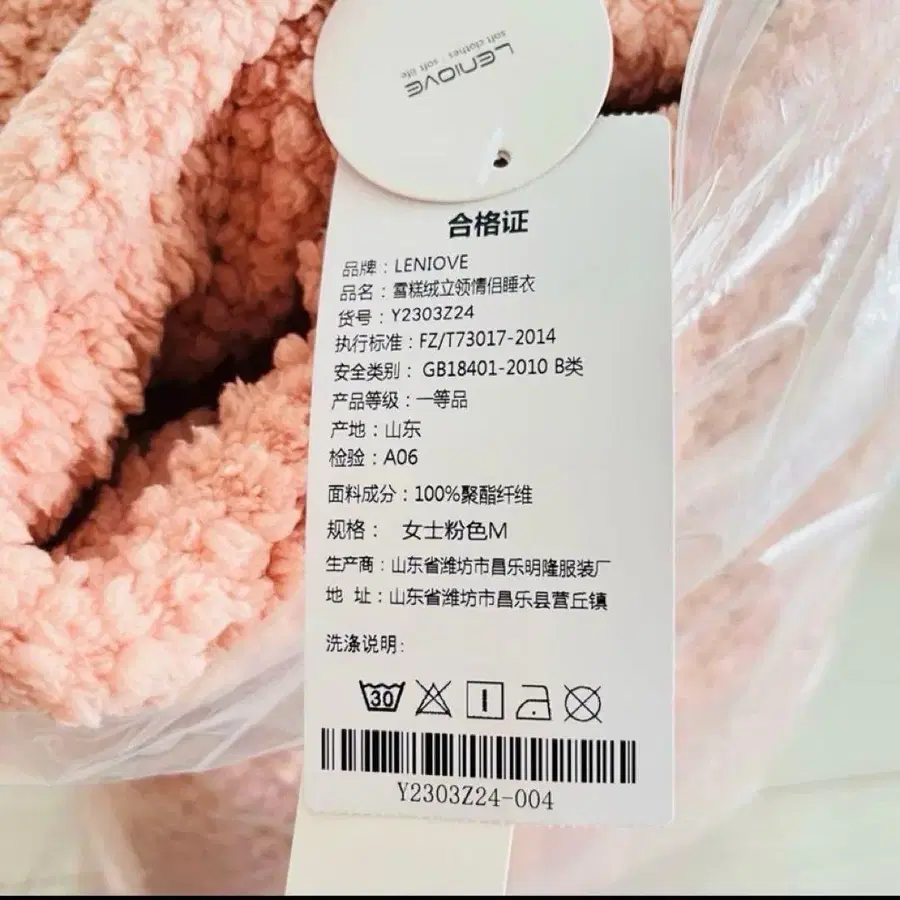 LENIOVE
soft clothes · soft life
合格证
品牌：LENIOVE
品名：雪糕绒立领情侣睡衣
货号：Y2303Z24
执行标准：FZ/T73017-2014
安全类别： GB18401-2010 B类
产品等级：一等品
产地：山东
检验：A06
面料成分：100%聚酯纤维
规格： 女士粉色M
生产商：山东省潍坊市昌乐明隆服装厂
地 址：山东省潍坊市昌乐县营丘镇
洗涤说明：
30
Y2303Z24-004